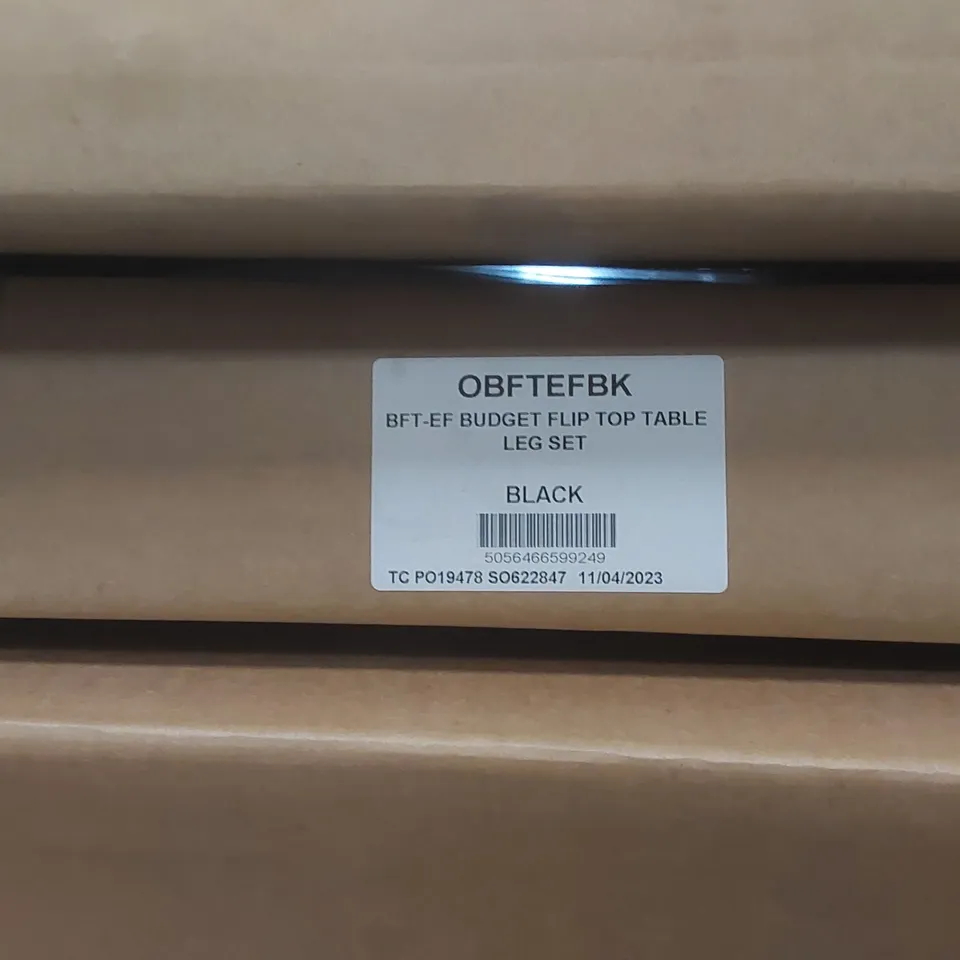 OBFTEFBK
BFT-EF BUDGET FLIP TOP TABLE
LEG SET
BLACK
5056466599249
TC PO19478 SO622847 11/04/2023